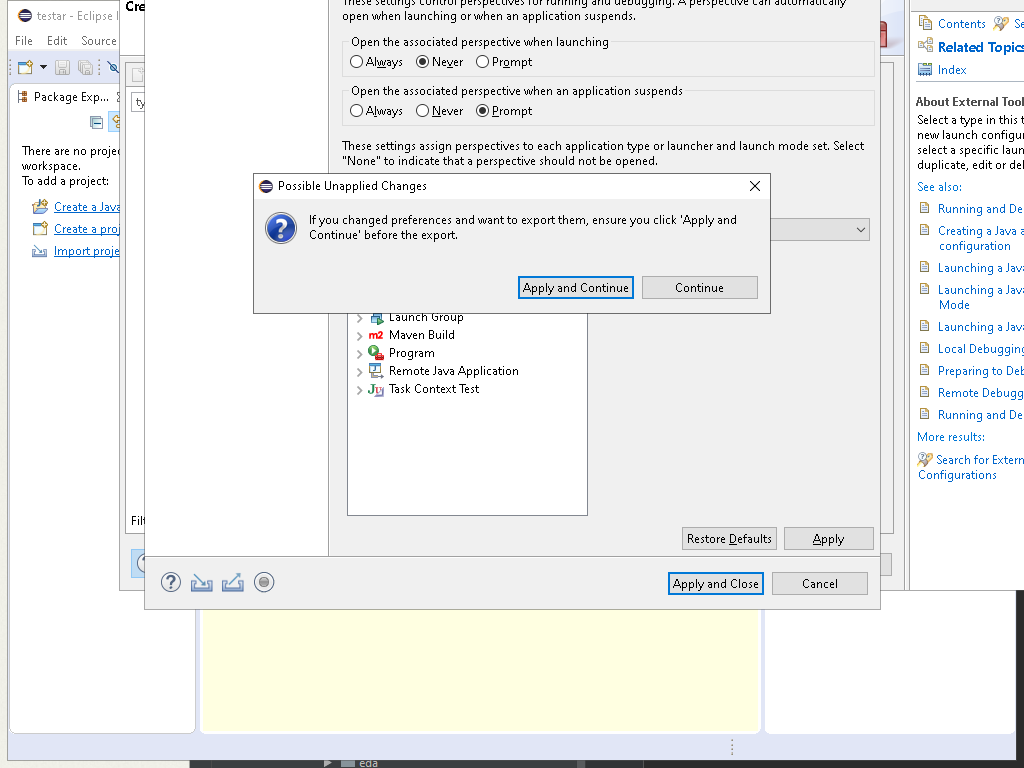 testar - Eclipse I
Cre
File Edit Source
Package Exp...
There are no proje
workspace.
To add a project:
Create a Java
Create a proj
Import proje
ty
Filt
These settings control perspectives for running and debugging. A perspective can automatically
open when launching or when an application suspends.
Open the associated perspective when launching
Always Never Prompt
Open the associated perspective when an application suspends
Always Never Prompt
These settings assign perspectives to each application type or launcher and launch mode set. Select
"None" to indicate that a perspective should not be opened.
Possible Unapplied Changes
If you changed preferences and want to export them, ensure you click 'Apply and
Continue' before the export.
Apply and Continue Continue
Launch Group
m2 Maven Build
Program
Remote Java Application
Task Context Test
Restore Defaults Apply
Apply and Close Cancel
Contents Se
Related Topics
Index
About External Tool
Select a type in this t
new launch configur
select a specific laun
duplicate, edit or del
See also:
Running and De
Creating a Java a
configuration
Launching a Java
Launching a Java
Mode
Launching a Java
Local Debugging
Preparing to Deb
Remote Debugg
Running and De
More results:
Search for Extern
Configurations
eda